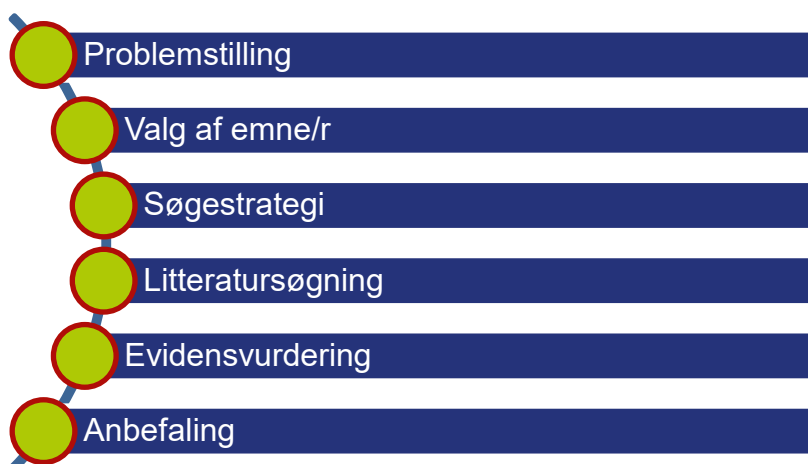 Problemstilling
Valg af emne/r
Søgestrategi
Litteratursøgning
Evidensvurdering
Anbefaling